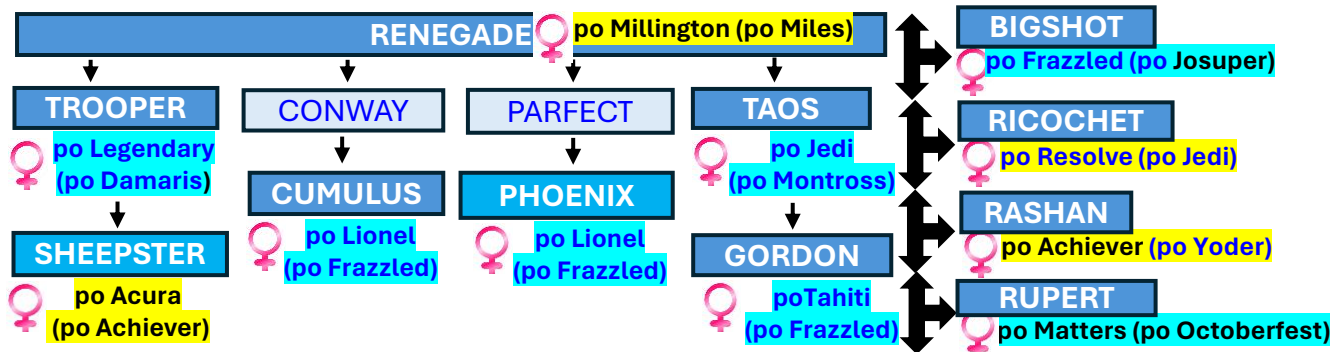 RENEGADE po Millington (po Miles)
BIGSHOT
po Frazzled (po Josuper)
TROOPER
po Legendary
(po Damaris)
CONWAY
PARFECT
TAOS
po Jedi
(po Montross)
RICOCHET
po Resolve (po Jedi)
CUMULUS
po Lionel
(po Frazzled)
PHOENIX
po Lionel
(po Frazzled)
RASHAN
po Achiever (po Yoder)
SHEEPSTER
po Acura
(po Achiever)
GORDON
poTahiti
(po Frazzled)
RUPERT
po Matters (po Octoberfest)